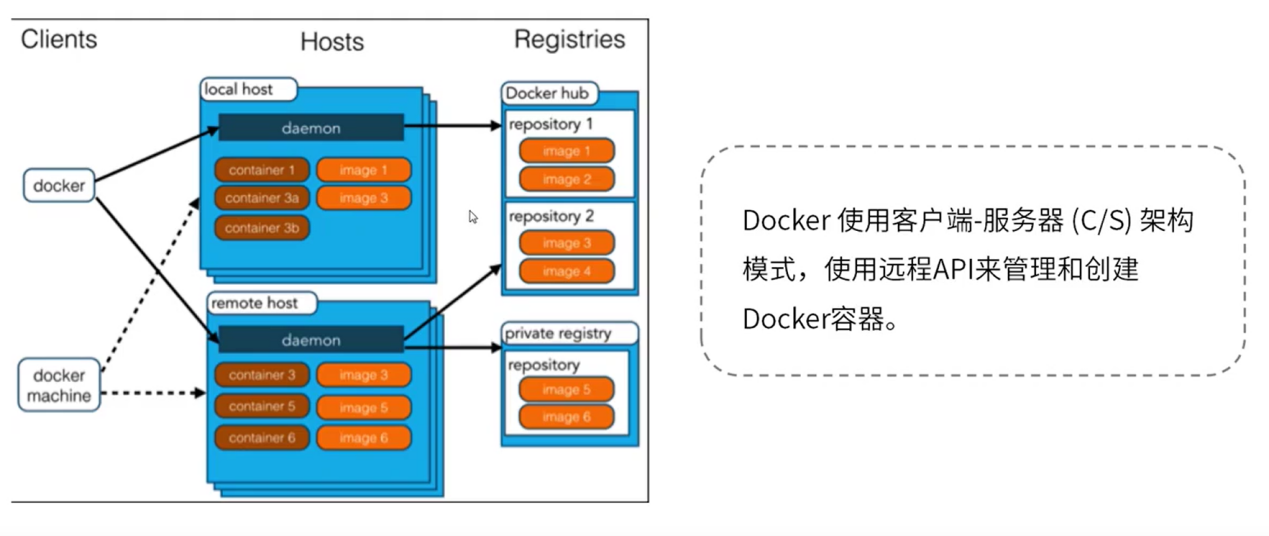 Clients
Hosts
Registries
local host
daemon
container 1
image 1
container 3a
image 3
container 3b
docker
docker
machine
remote host
daemon
container 3
image 3
container 5
image 5
container 6
image 6
Docker hub
repository 1
image 1
image 2
repository 2
image 3
image 4
private registry
repository
image 5
image 6
Docker 使用客户端-服务器 (C/S) 架构
模式，使用远程API来管理和创建
Docker容器。